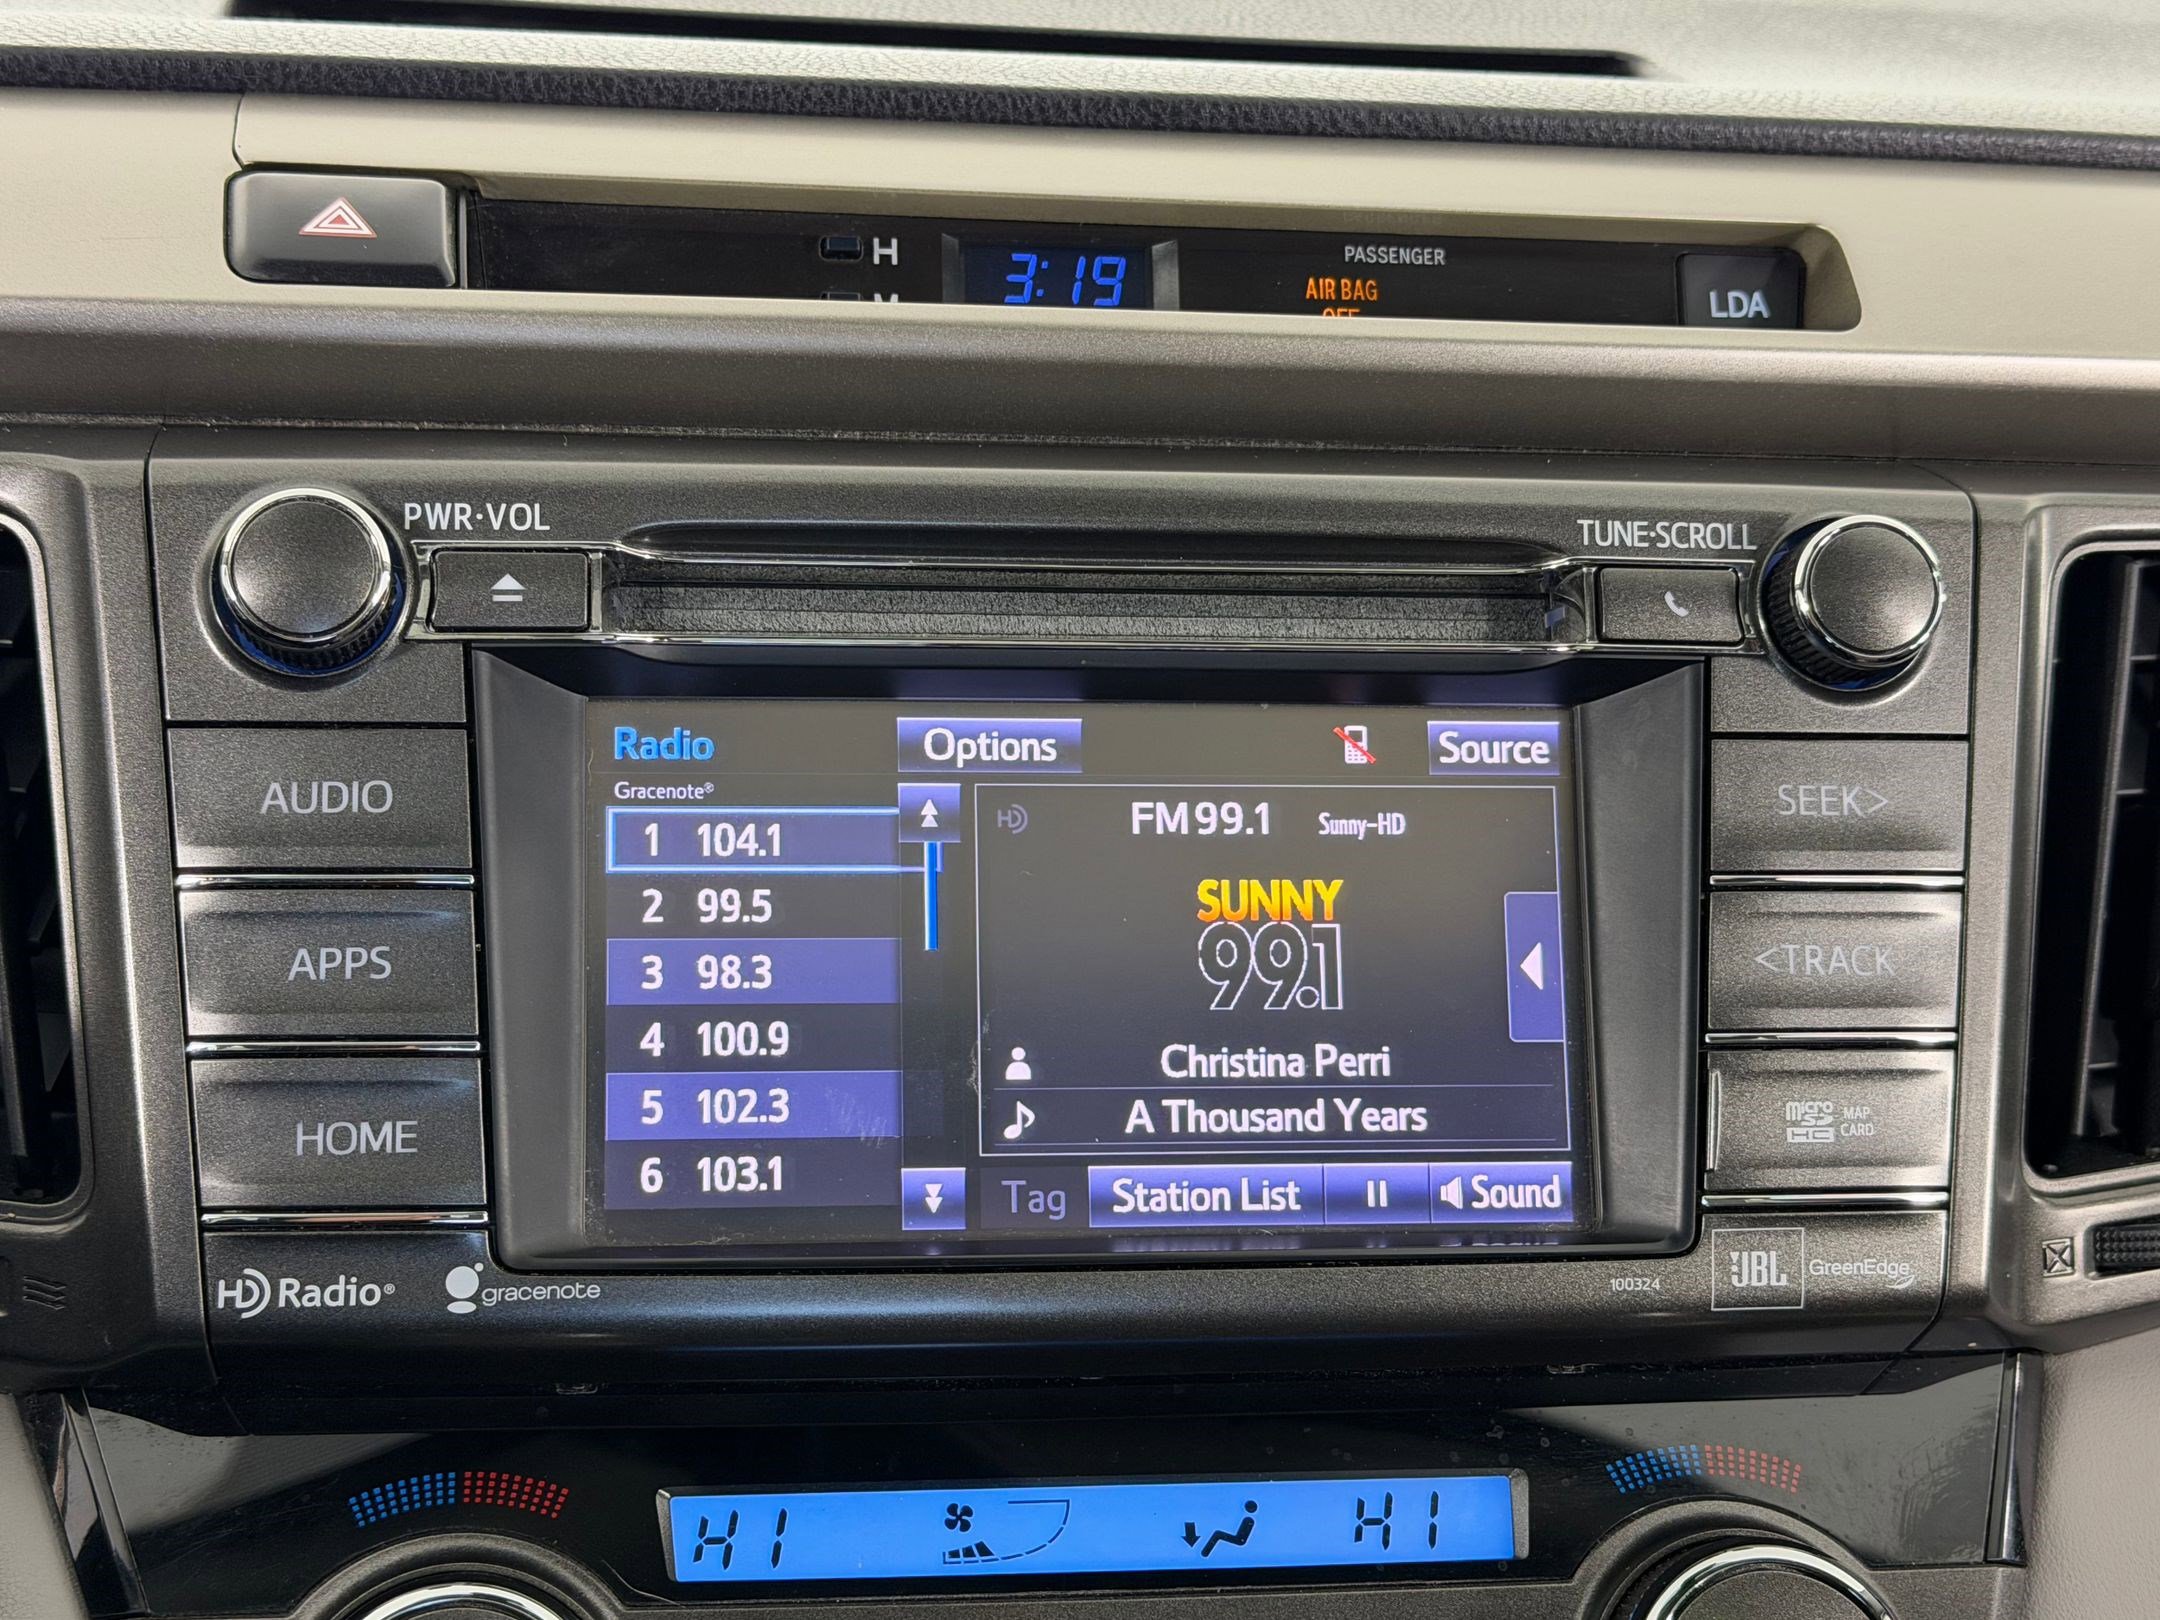 H
3:19
PASSENGER
AIR BAG
OFF
LDA
PWR·VOL
TUNE·SCROLL
AUDIO
APPS
HOME
Radio
Options
Source
Gracenote®
1 104.1
2 99.5
3 98.3
4 100.9
5 102.3
6 103.1
HD
FM 99.1 Sunny-HD
SUNNY
99.1
Christina Perri
A Thousand Years
Tag
Station List
Sound
SEEK>
<TRACK
micro
SD
HC
MAP
CARD
HD Radio®
gracenote
100324
JBL
GreenEdge
HI
HI